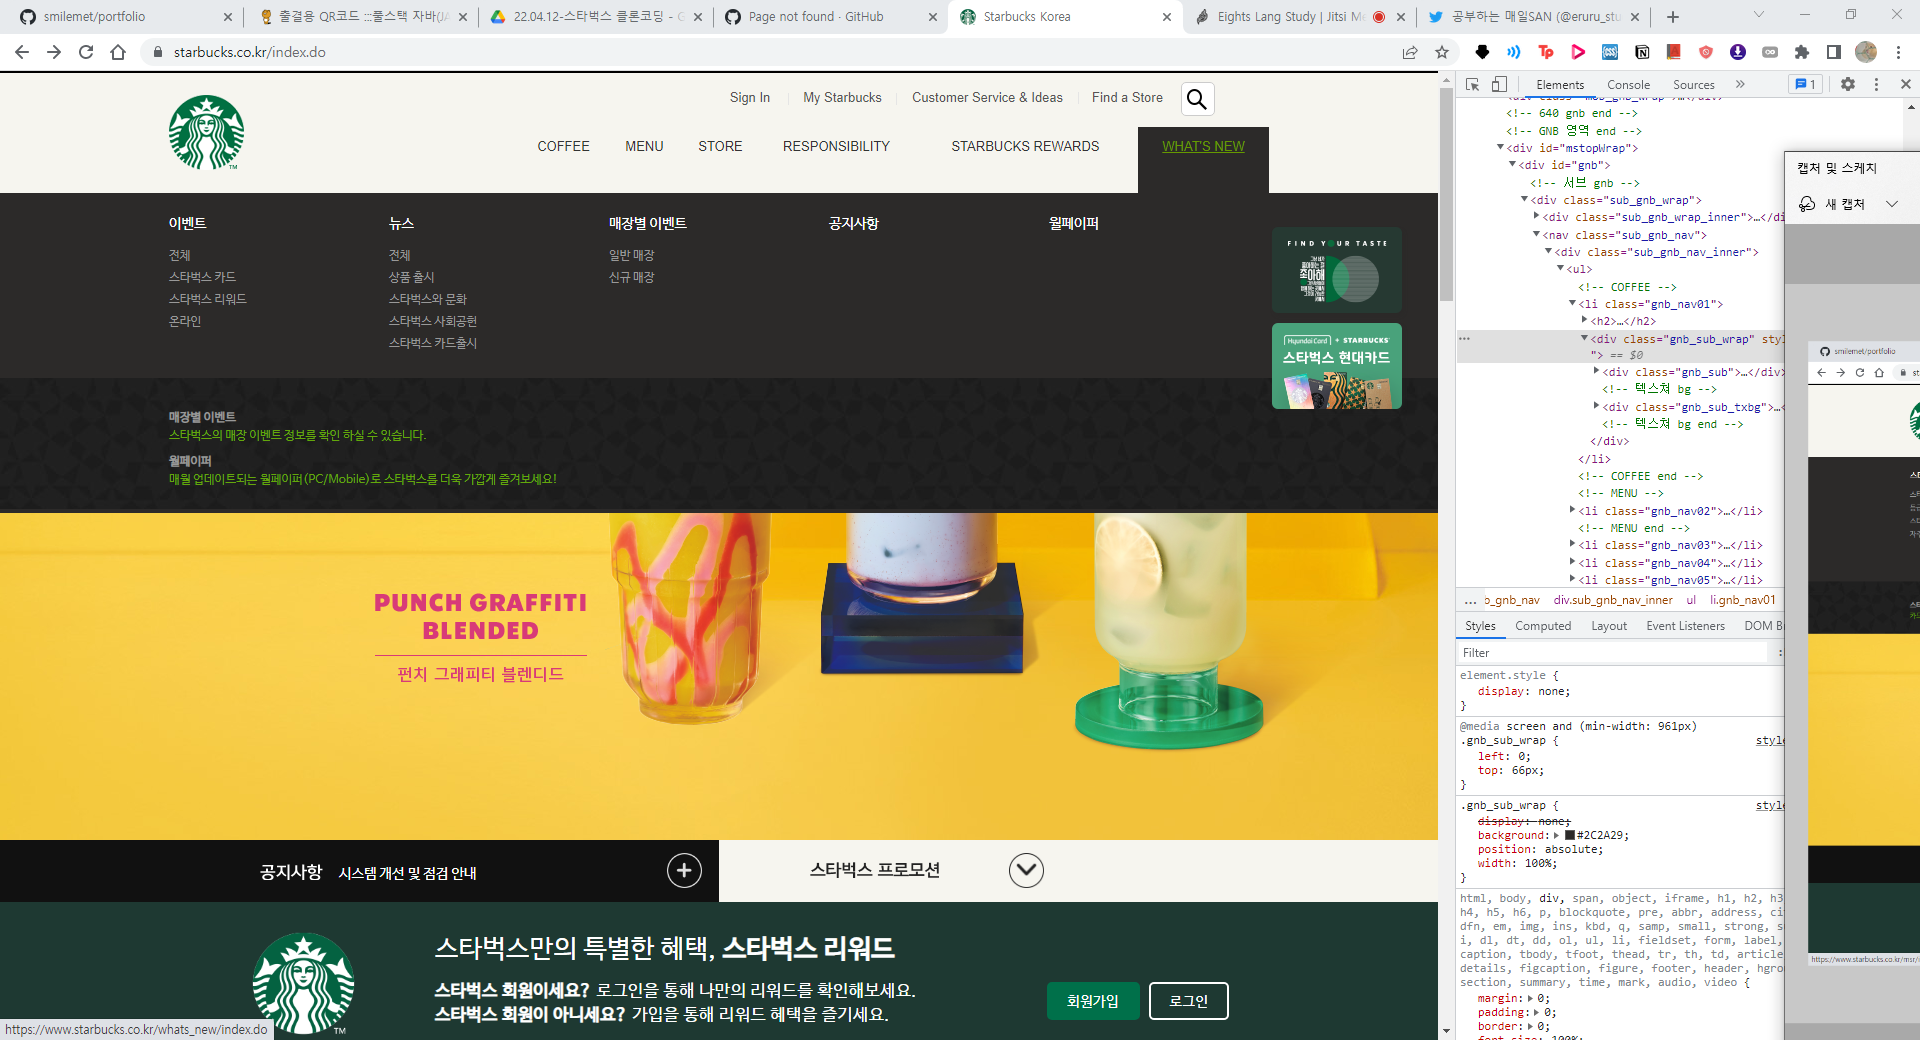 smilemet/portfolio
출결용 QR코드 :::풀스택 자바(JA
22.04.12-스타벅스 클론코딩 - G
Page not found · GitHub
Starbucks Korea
Eights Lang Study | Jitsi Me
공부하는 매일SAN (@eruru_stu
starbucks.co.kr/index.do
Sign In
My Starbucks
Customer Service & Ideas
Find a Store
COFFEE
MENU
STORE
RESPONSIBILITY
STARBUCKS REWARDS
WHAT'S NEW
이벤트
전체
스타벅스 카드
스타벅스 리워드
온라인
뉴스
전체
상품 출시
스타벅스와 문화
스타벅스 사회공헌
스타벅스 카드출시
매장별 이벤트
일반 매장
신규 매장
공지사항
월페이퍼
FIND YOUR TASTE
좋아해
HyundaiCard + STARBUCKS
스타벅스 현대카드
매장별 이벤트
스타벅스의 매장 이벤트 정보를 확인 하실 수 있습니다.
월페이퍼
매월 업데이트되는 월페이퍼(PC/Mobile)로 스타벅스를 더욱 가깝게 즐겨보세요!
PUNCH GRAFFITI
BLENDED
펀치 그래피티 블렌디드
공지사항 시스템 개선 및 점검 안내
스타벅스 프로모션
스타벅스만의 특별한 혜택, 스타벅스 리워드
스타벅스 회원이세요? 로그인을 통해 나만의 리워드를 확인해보세요.
스타벅스 회원이 아니세요? 가입을 통해 리워드 혜택을 즐기세요.
회원가입
로그인
https://www.starbucks.co.kr/whats_new/index.do
Elements
Console
Sources
1
<!-- 640 gnb end -->
<!-- GNB 영역 end -->
<div id="mstopWrap">
<div id="gnb">
<!-- 서브 gnb -->
<div class="sub_gnb_wrap">
<div class="sub_gnb_wrap_inner">…</di
<nav class="sub_gnb_nav">
<div class="sub_gnb_nav_inner">
<ul>
<!-- COFFEE -->
<li class="gnb_nav01">
<h2>…</h2>
<div class="gnb_sub_wrap" styl
"> == $0
<div class="gnb_sub">…</div>
<!-- 텍스쳐 bg -->
<div class="gnb_sub_txbg">…<
<!-- 텍스쳐 bg end -->
</div>
</li>
<!-- COFFEE end -->
<!-- MENU -->
<li class="gnb_nav02">…</li>
<!-- MENU end -->
<li class="gnb_nav03">…</li>
<li class="gnb_nav04">…</li>
<li class="gnb_nav05">…</li>
… b_gnb_nav div.sub_gnb_nav_inner ul li.gnb_nav01
Styles
Computed
Layout
Event Listeners
DOM Br
Filter
element.style {
display: none;
}
@media screen and (min-width: 961px)
.gnb_sub_wrap { style
left: 0;
top: 66px;
}
.gnb_sub_wrap { style
display: none;
background: #2C2A29;
position: absolute;
width: 100%;
}
html, body, div, span, object, iframe, h1, h2, h3
h4, h5, h6, p, blockquote, pre, abbr, address, ci
dfn, em, img, ins, kbd, q, samp, small, strong, s
i, dl, dt, dd, ol, ul, li, fieldset, form, label,
caption, tbody, tfoot, thead, tr, th, td, article
details, figcaption, figure, footer, header, hgro
section, summary, time, mark, audio, video {
margin: 0;
padding: 0;
border: 0;
font-size: 100%;
캡처 및 스케치
새 캡처
smilemet/portfolio
https://www.starbucks.co.kr/msr/